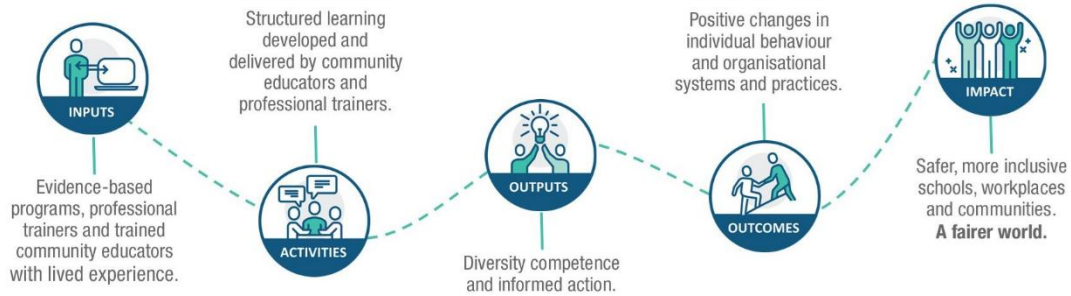 INPUTS
Evidence-based
programs, professional
trainers and trained
community educators
with lived experience.
Structured learning
developed and
delivered by community
educators and
professional trainers.
ACTIVITIES
OUTPUTS
Diversity competence
and informed action.
Positive changes in
individual behaviour
and organisational
systems and practices.
OUTCOMES
IMPACT
Safer, more inclusive
schools, workplaces
and communities.
A fairer world.